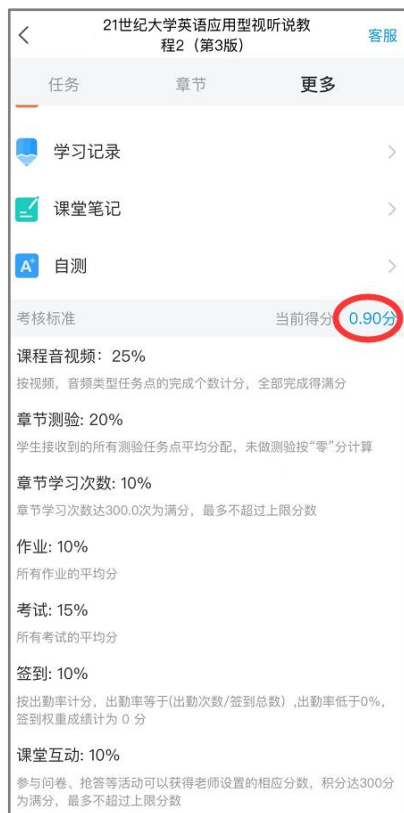 21世纪大学英语应用型视听说教
程2（第3版）
客服
任务 章节 更多
学习记录
课堂笔记
A+ 自测
考核标准 当前得分 0.90分
课程音视频：25%
按视频，音频类型任务点的完成个数计分，全部完成得满分
章节测验: 20%
学生接收到的所有测验任务点平均分配，未做测验按“零”分计算
章节学习次数: 10%
章节学习次数达300.0次为满分，最多不超过上限分数
作业: 10%
所有作业的平均分
考试: 15%
所有考试的平均分
签到: 10%
按出勤率计分，出勤率等于(出勤次数/签到总数）,出勤率低于0%，
签到权重成绩计为 0 分
课堂互动: 10%
参与问卷、抢答等活动可以获得老师设置的相应分数，积分达300分
为满分，最多不超过上限分数